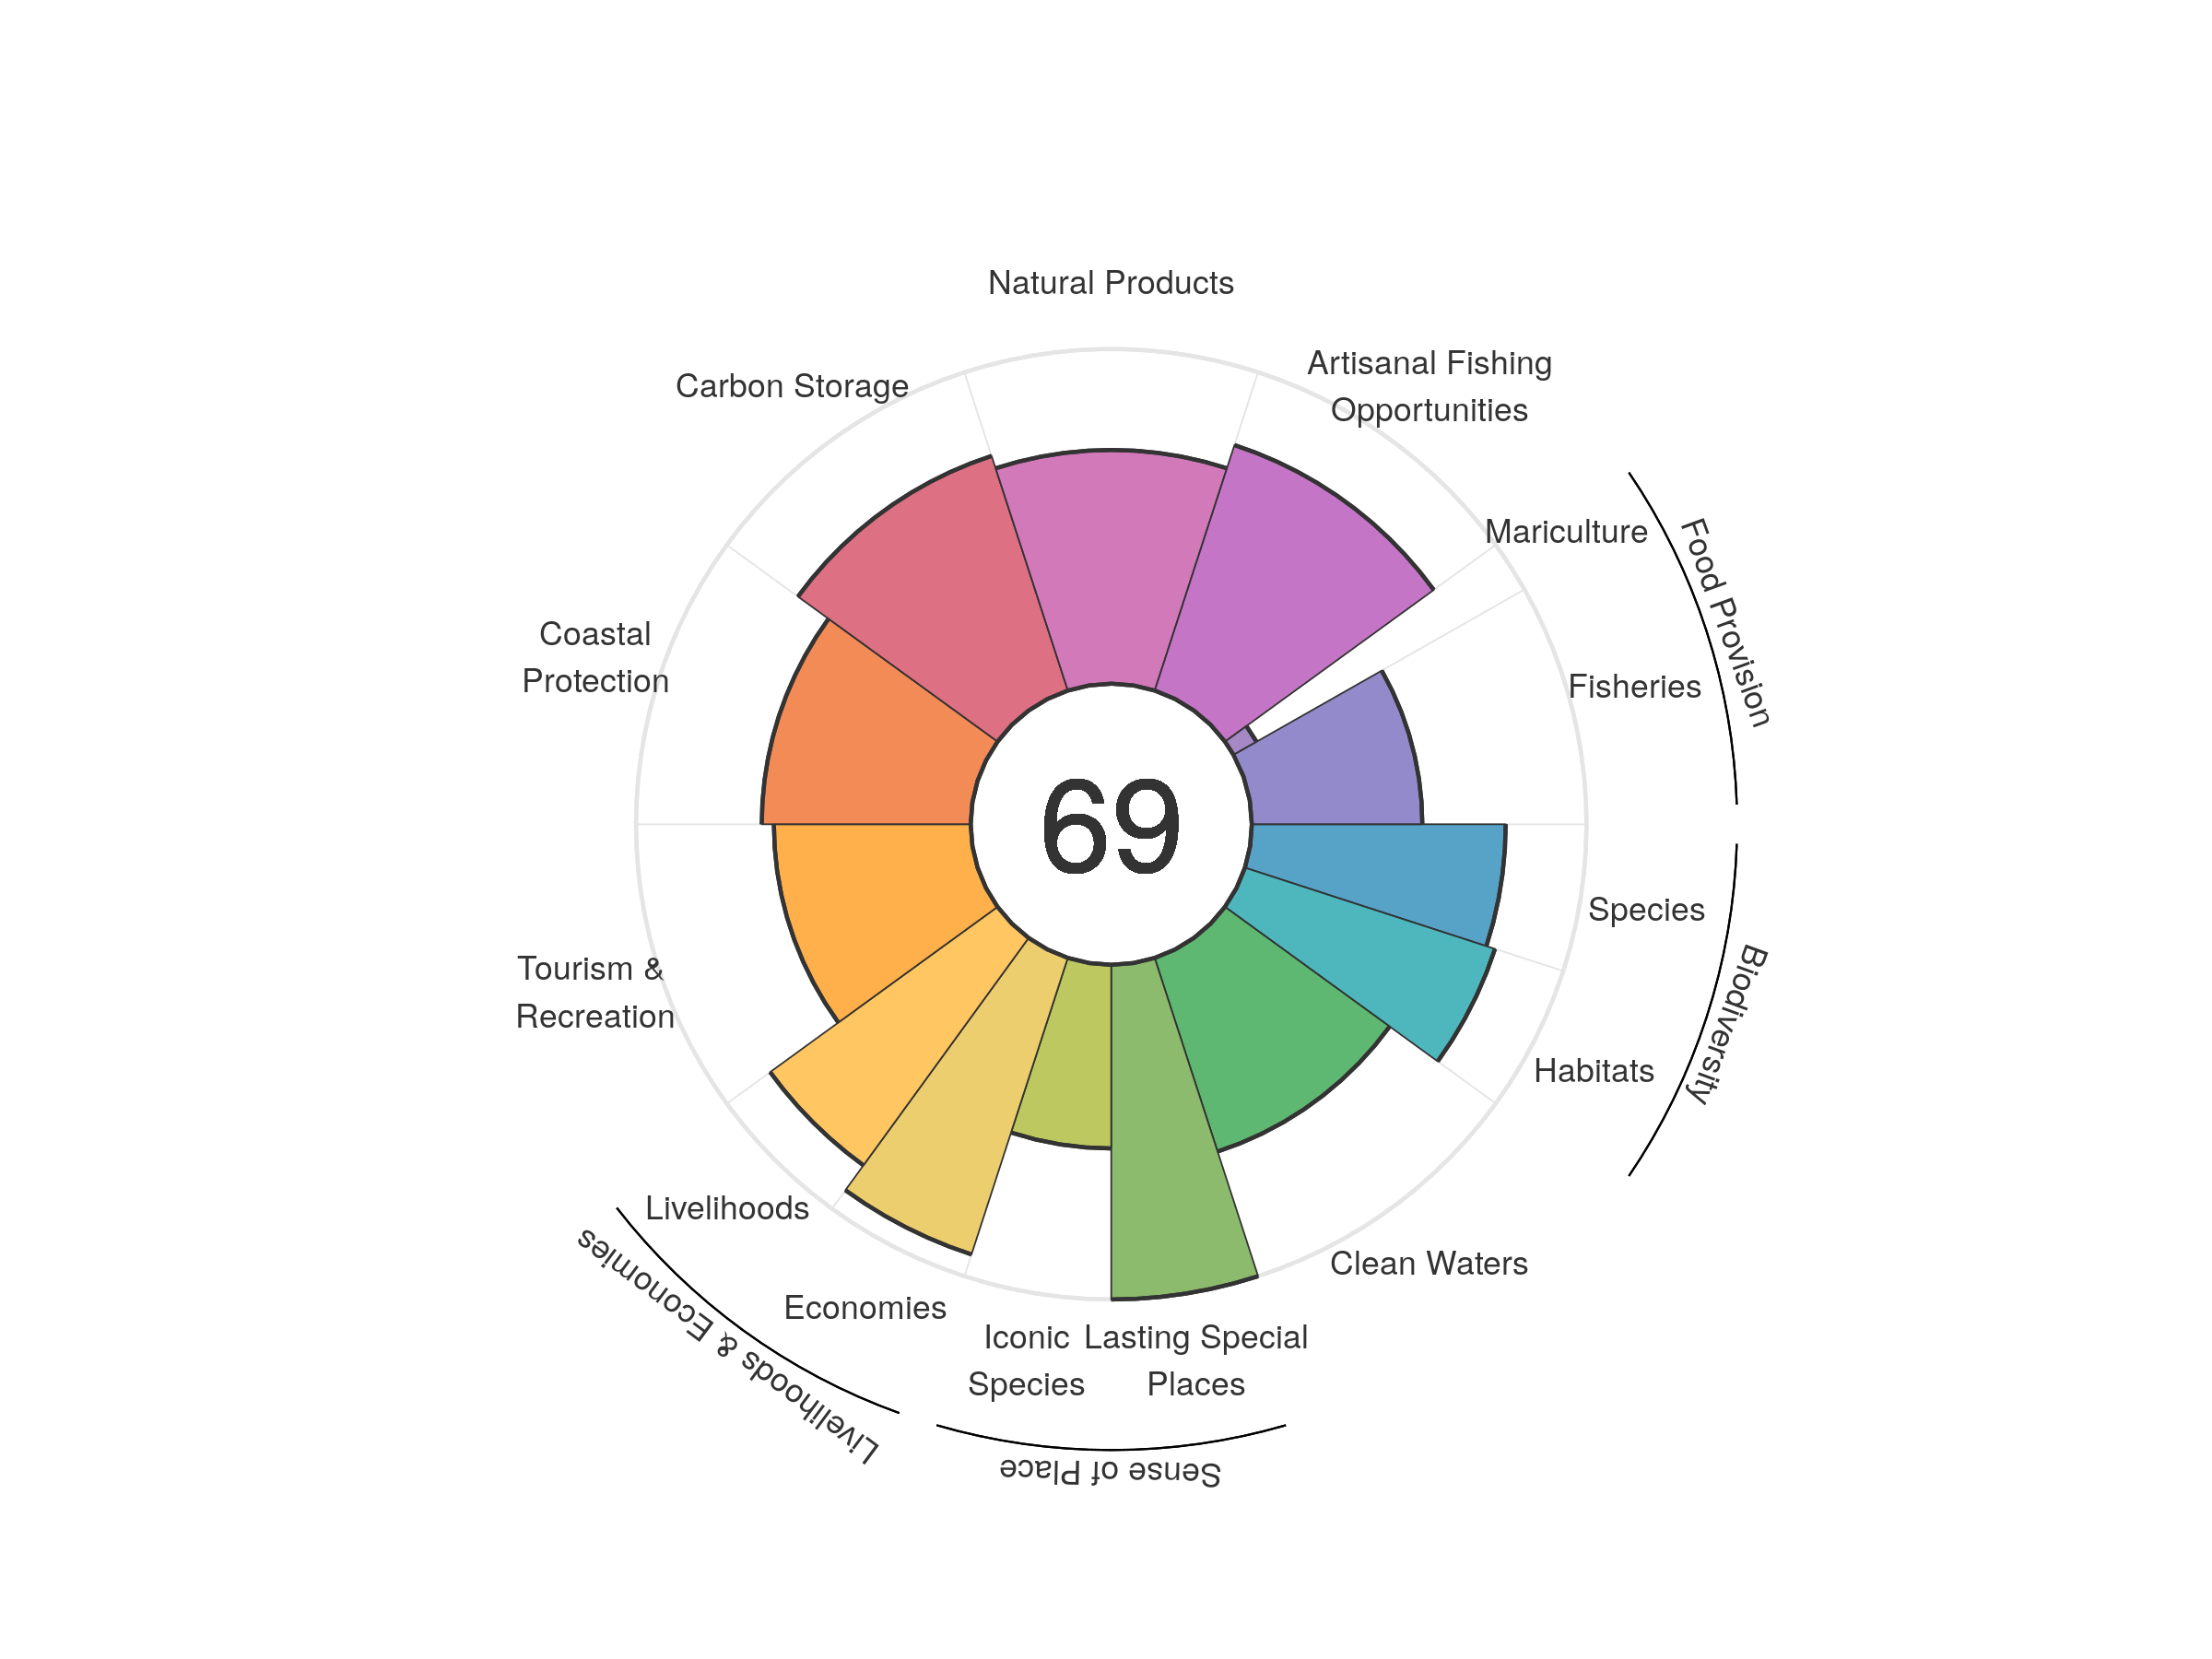 Natural Products
Carbon Storage
Artisanal Fishing
Opportunities
Mariculture
Food Provision
Fisheries
Coastal
Protection
69
Species
Biodiversity
Tourism &
Recreation
Habitats
Livelihoods
Livelihoods & Economies
Clean Waters
Economies
Iconic
Species
Lasting Special
Places
Sense of Place